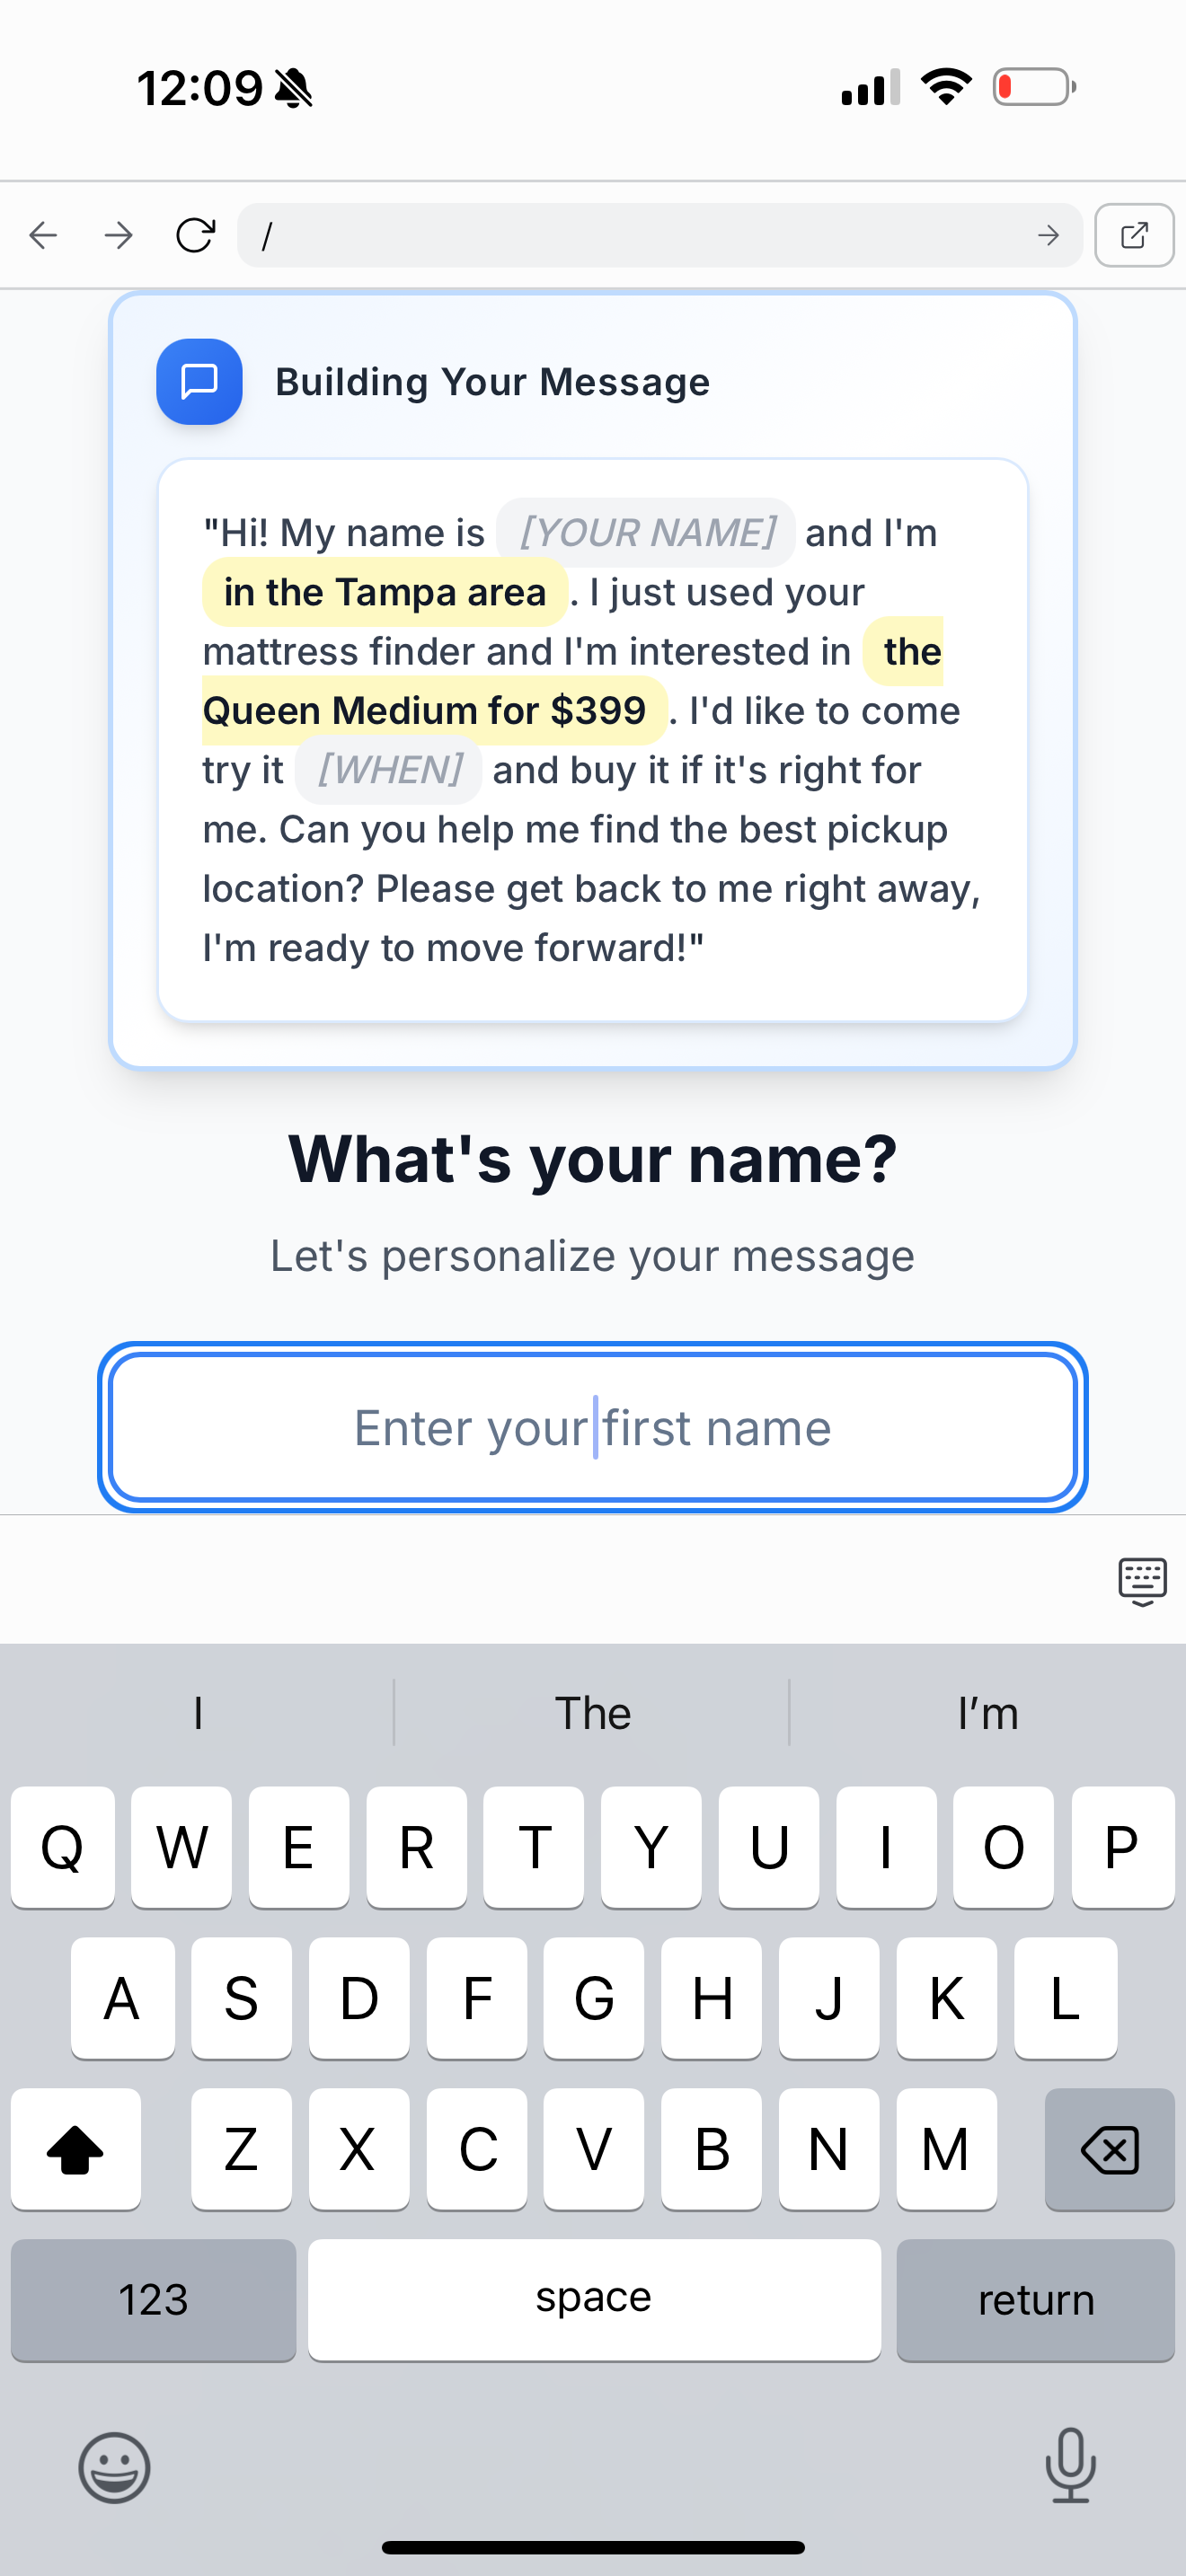 12:09
/
Building Your Message
"Hi! My name is [YOUR NAME] and I'm
in the Tampa area. I just used your
mattress finder and I'm interested in the
Queen Medium for $399. I'd like to come
try it [WHEN] and buy it if it's right for
me. Can you help me find the best pickup
location? Please get back to me right away,
I'm ready to move forward!"
What's your name?
Let's personalize your message
Enter your first name
I The I’m
Q W E R T Y U I O P
A S D F G H J K L
Z X C V B N M
123 space return